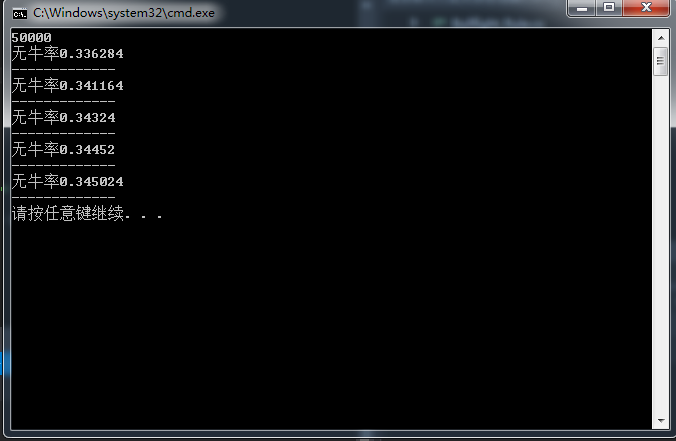 C:\Windows\system32\cmd.exe
50000
无牛率0.336284
-------------
无牛率0.341164
-------------
无牛率0.34324
-------------
无牛率0.34452
-------------
无牛率0.345024
-------------
请按任意键继续. . .